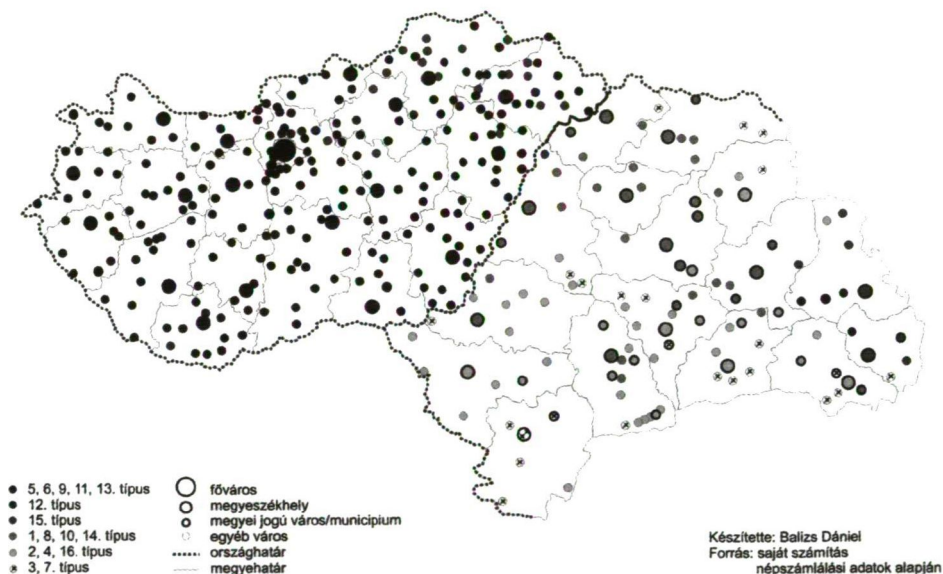 5, 6, 9, 11, 13. típus
12. típus
15. típus
1, 8, 10, 14. típus
2, 4, 16. típus
3, 7. típus
főváros
megyeszékhely
megyei jogú város/municipium
egyéb város
országhatár
megyehatár
Készítette: Balizs Dániel
Forrás: saját számítás
népszámlálási adatok alapján